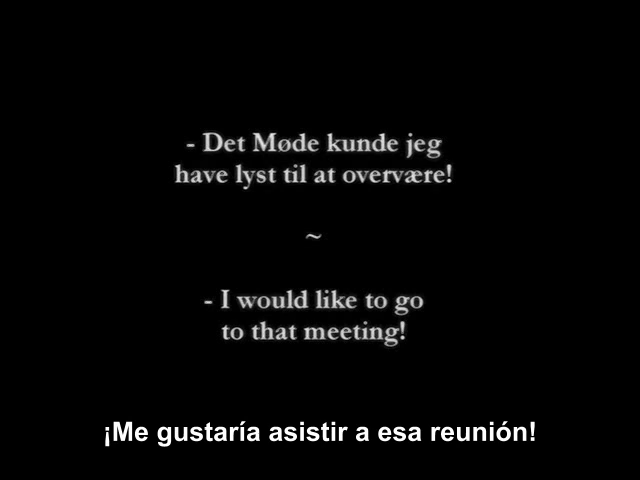 - Det Møde kunde jeg
have lyst til at overvære!
~
- I would like to go
to that meeting!
¡Me gustaría asistir a esa reunión!